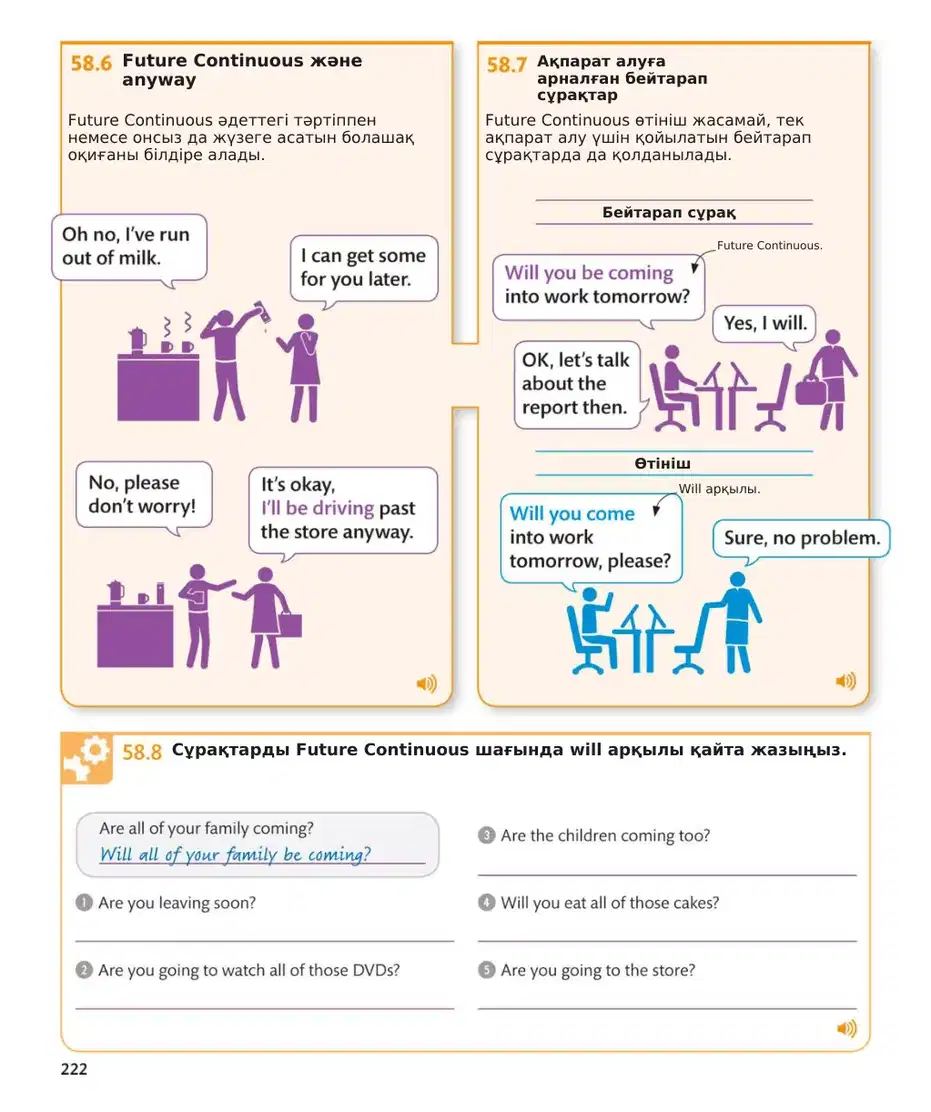 58.6 Future Continuous және
anyway
Future Continuous әдеттегі тәртіппен
немесе онсыз да жүзеге асатын болашақ
оқиғаны білдіре алады.
Oh no, I've run
out of milk.
I can get some
for you later.
No, please
don't worry!
It's okay,
I'll be driving past
the store anyway.
58.7 Ақпарат алуға
арналған бейтарап
сұрақтар
Future Continuous өтініш жасамай, тек
ақпарат алу үшін қойылатын бейтарап
сұрақтарда да қолданылады.
Бейтарап сұрақ
Future Continuous.
Will you be coming
into work tomorrow?
Yes, I will.
OK, let's talk
about the
report then.
Өтініш
Will арқылы.
Will you come
into work
tomorrow, please?
Sure, no problem.
58.8 Сұрақтарды Future Continuous шағында will арқылы қайта жазыңыз.
Are all of your family coming?
Will all of your family be coming?
1 Are you leaving soon?
2 Are you going to watch all of those DVDs?
3 Are the children coming too?
4 Will you eat all of those cakes?
5 Are you going to the store?
222